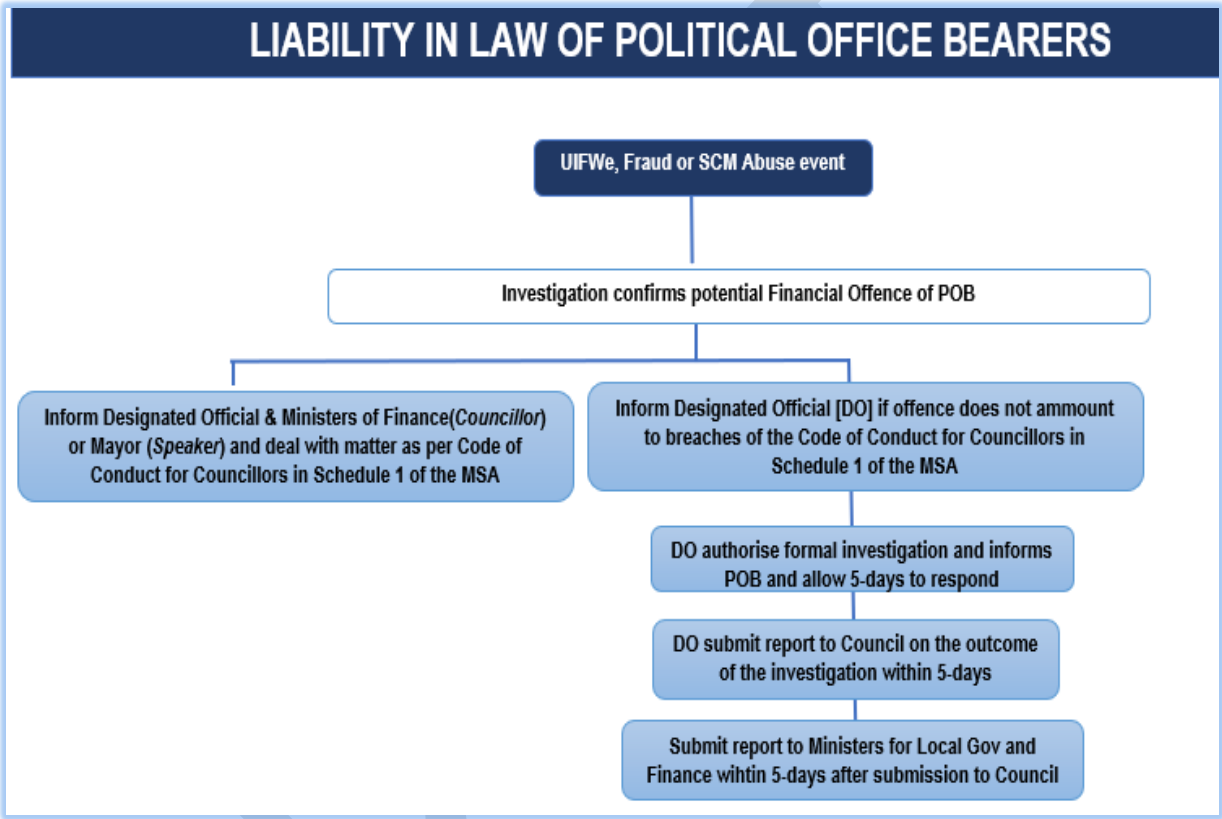 LIABILITY IN LAW OF POLITICAL OFFICE BEARERS
UIFWe, Fraud or SCM Abuse event
Investigation confirms potential Financial Offence of POB
Inform Designated Official & Ministers of Finance(Councillor)
or Mayor (Speaker) and deal with matter as per Code of
Conduct for Councillors in Schedule 1 of the MSA
Inform Designated Official [DO] if offence does not ammount
to breaches of the Code of Conduct for Councillors in
Schedule 1 of the MSA
DO authorise formal investigation and informs
POB and allow 5-days to respond
DO submit report to Council on the outcome
of the investigation within 5-days
Submit report to Ministers for Local Gov and
Finance wihtin 5-days after submission to Council